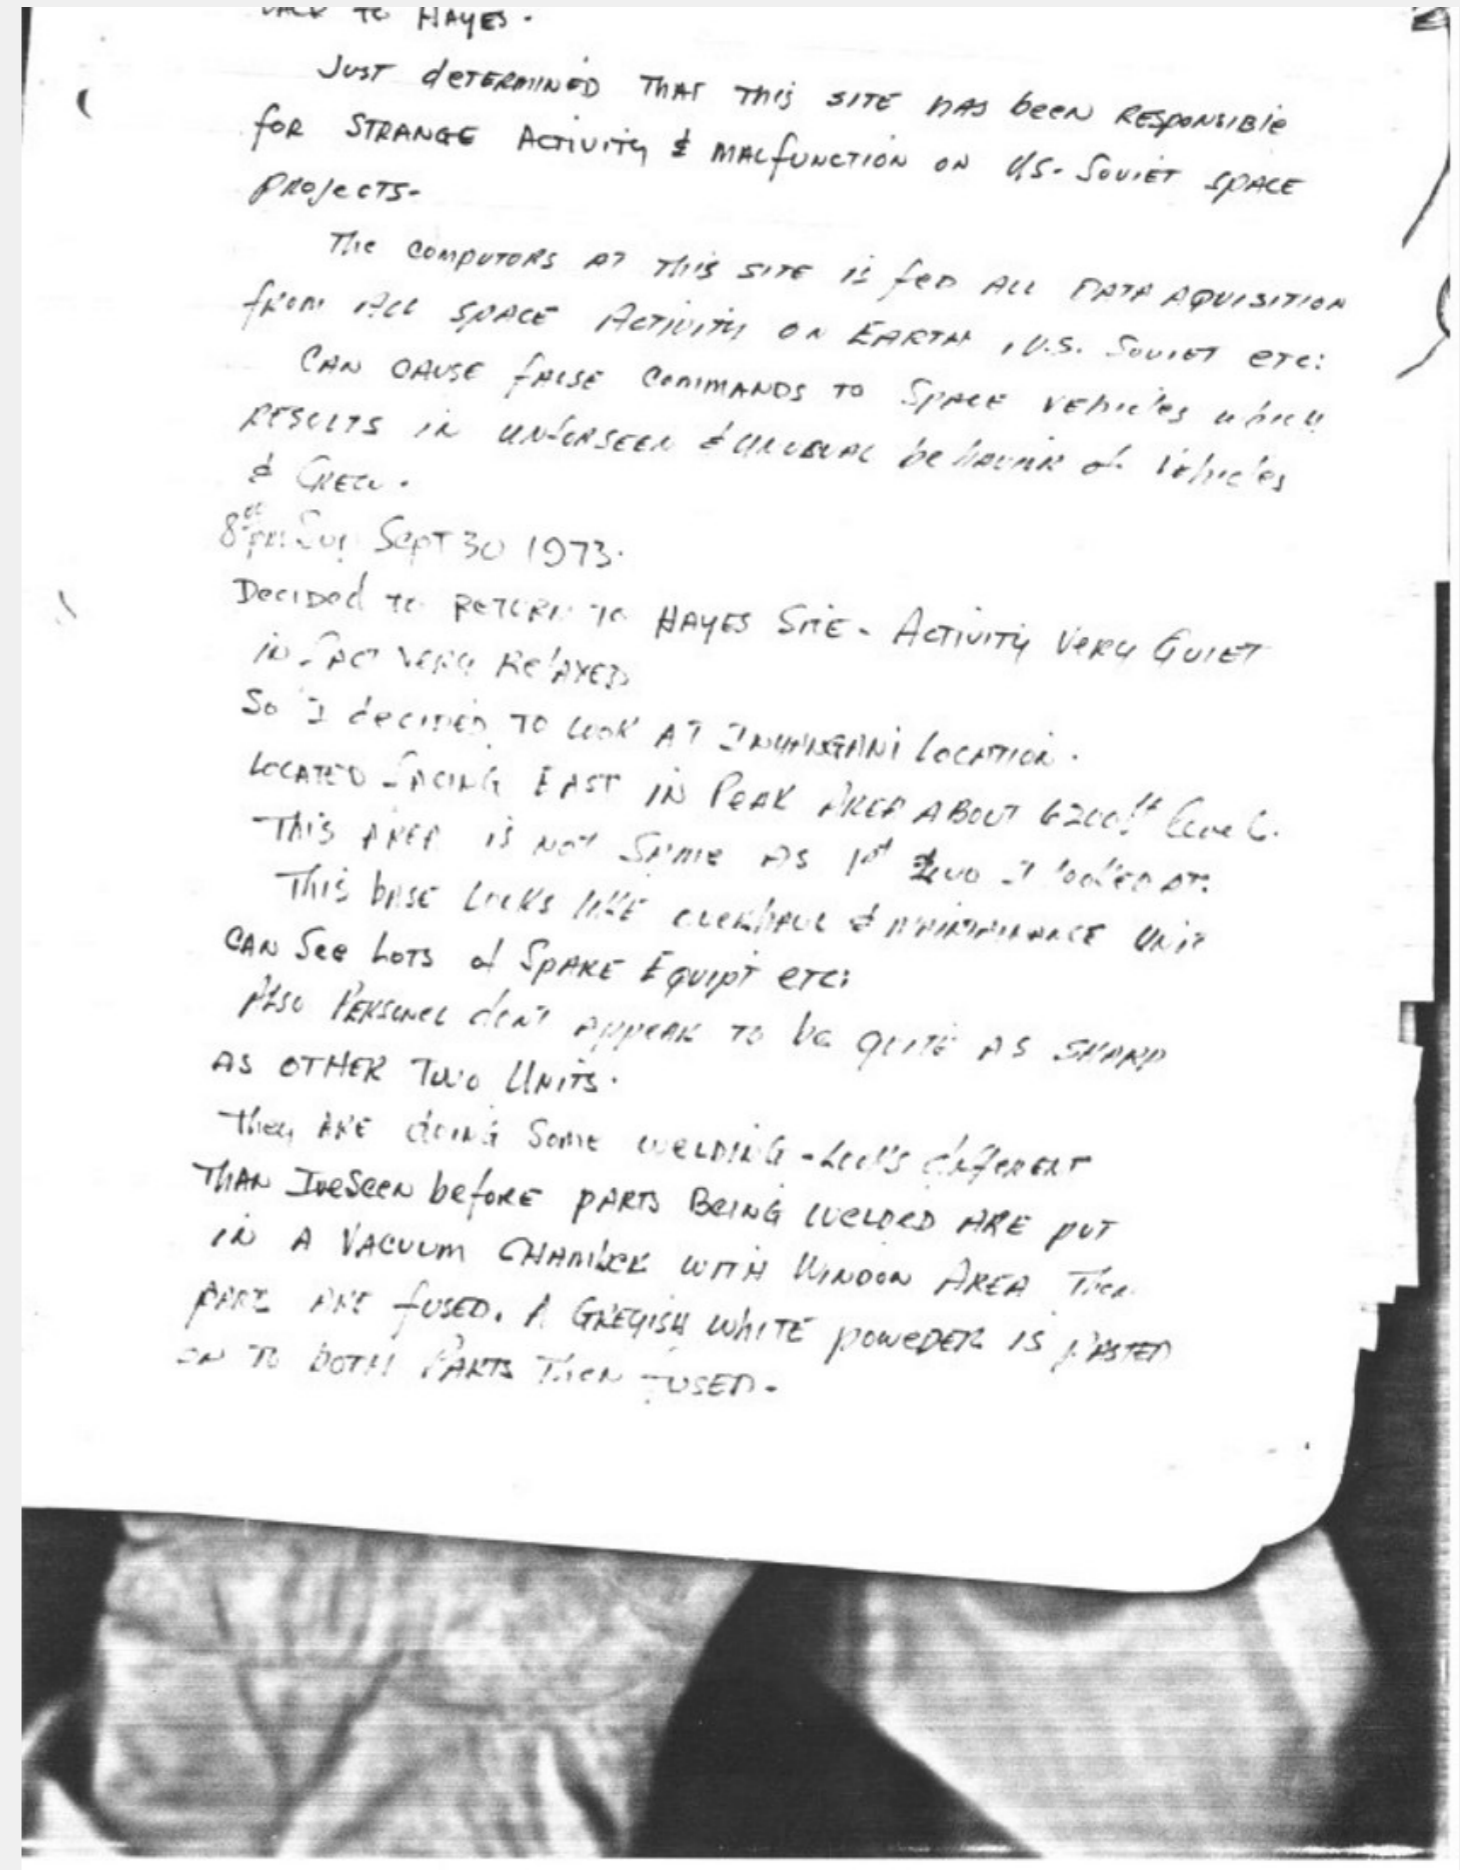 BACK TO HAYES.
JUST determined THAT This SITE has been RESPONSIBle
for STRANGE Activity & MALfUNCTION ON U.S.-SOVIET SPACE
PROJeCTS-
The COMPUTORS AT This SITE is fed ALL DATA AQUISITION
from All SPACE Activity ON EARTH, U.S. SOVIET etc:
CAN CAUSE fAlSE COMMANDS TO SPACE Vehicles which
RESULTS IN UNFORSEEN & UNUSUAL behavior of Vehicles
& CREW.
8 pm Sun Sept 30 1973.
Decided to RETURN TO HAYES SITE- ACTIVITY VERY QUIET
IN fact VERY RELAXED
So I decided TO LOOK AT INYANGANI LOCATION.
LOCATED fACING EAST IN PeAK AREA ABOUT 6200ft level.
This AREA is NOT SAME AS 1st two I looked at.
This bASE LOOKS liKE overhaul & MAINTAINANCE UNIT
CAN See LOTS of SPARE EQUIPT etc:
Also PERSONEL don't appear TO be QUITE AS SHARP
AS OTHER Two UNITS.
They ARE doing Some WELDING - looks different
THAN IveSeen before PARTS BEING WELDED ARE PUT
IN A VACUUM CHAMBER WITH WINDOW AREA Then
ARE fUSED. A GREYISH WHITE POWEDER IS PASTED
ON TO BOTH PARTS Then FUSED.